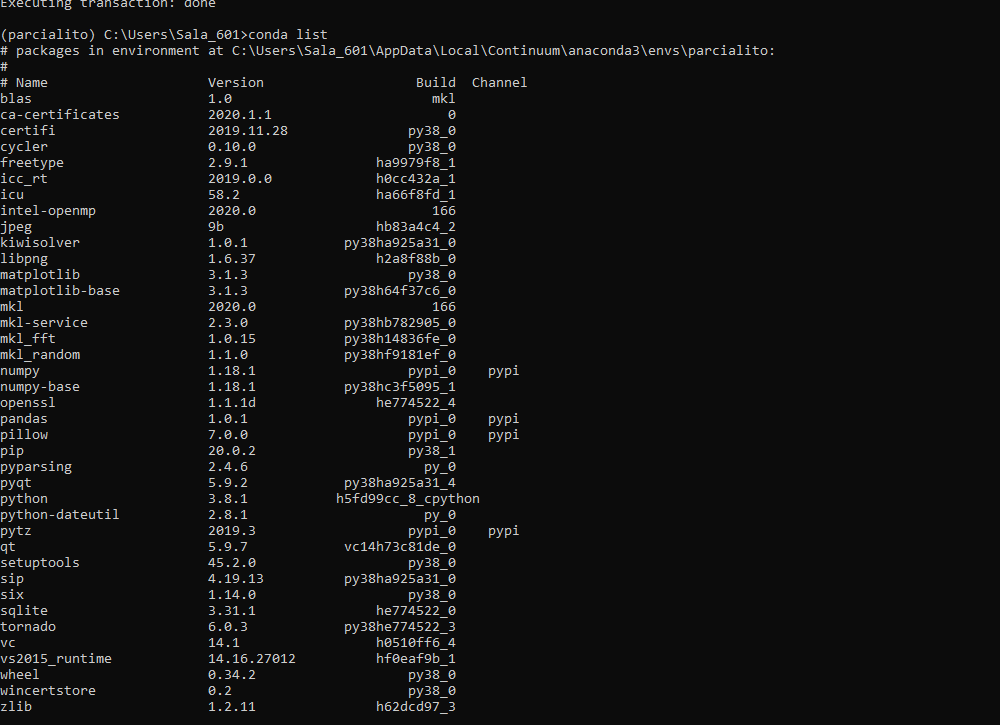 Executing transaction: done
(parcialito) C:\Users\Sala_601>conda list
# packages in environment at C:\Users\Sala_601\AppData\Local\Continuum\anaconda3\envs\parcialito:
#
# Name Version Build Channel
blas 1.0 mkl
ca-certificates 2020.1.1 0
certifi 2019.11.28 py38_0
cycler 0.10.0 py38_0
freetype 2.9.1 ha9979f8_1
icc_rt 2019.0.0 h0cc432a_1
icu 58.2 ha66f8fd_1
intel-openmp 2020.0 166
jpeg 9b hb83a4c4_2
kiwisolver 1.0.1 py38ha925a31_0
libpng 1.6.37 h2a8f88b_0
matplotlib 3.1.3 py38_0
matplotlib-base 3.1.3 py38h64f37c6_0
mkl 2020.0 166
mkl-service 2.3.0 py38hb782905_0
mkl_fft 1.0.15 py38h14836fe_0
mkl_random 1.1.0 py38hf9181ef_0
numpy 1.18.1 pypi_0 pypi
numpy-base 1.18.1 py38hc3f5095_1
openssl 1.1.1d he774522_4
pandas 1.0.1 pypi_0 pypi
pillow 7.0.0 pypi_0 pypi
pip 20.0.2 py38_1
pyparsing 2.4.6 py_0
pyqt 5.9.2 py38ha925a31_4
python 3.8.1 h5fd99cc_8_cpython
python-dateutil 2.8.1 py_0
pytz 2019.3 pypi_0 pypi
qt 5.9.7 vc14h73c81de_0
setuptools 45.2.0 py38_0
sip 4.19.13 py38ha925a31_0
six 1.14.0 py38_0
sqlite 3.31.1 he774522_0
tornado 6.0.3 py38he774522_3
vc 14.1 h0510ff6_4
vs2015_runtime 14.16.27012 hf0eaf9b_1
wheel 0.34.2 py38_0
wincertstore 0.2 py38_0
zlib 1.2.11 h62dcd97_3